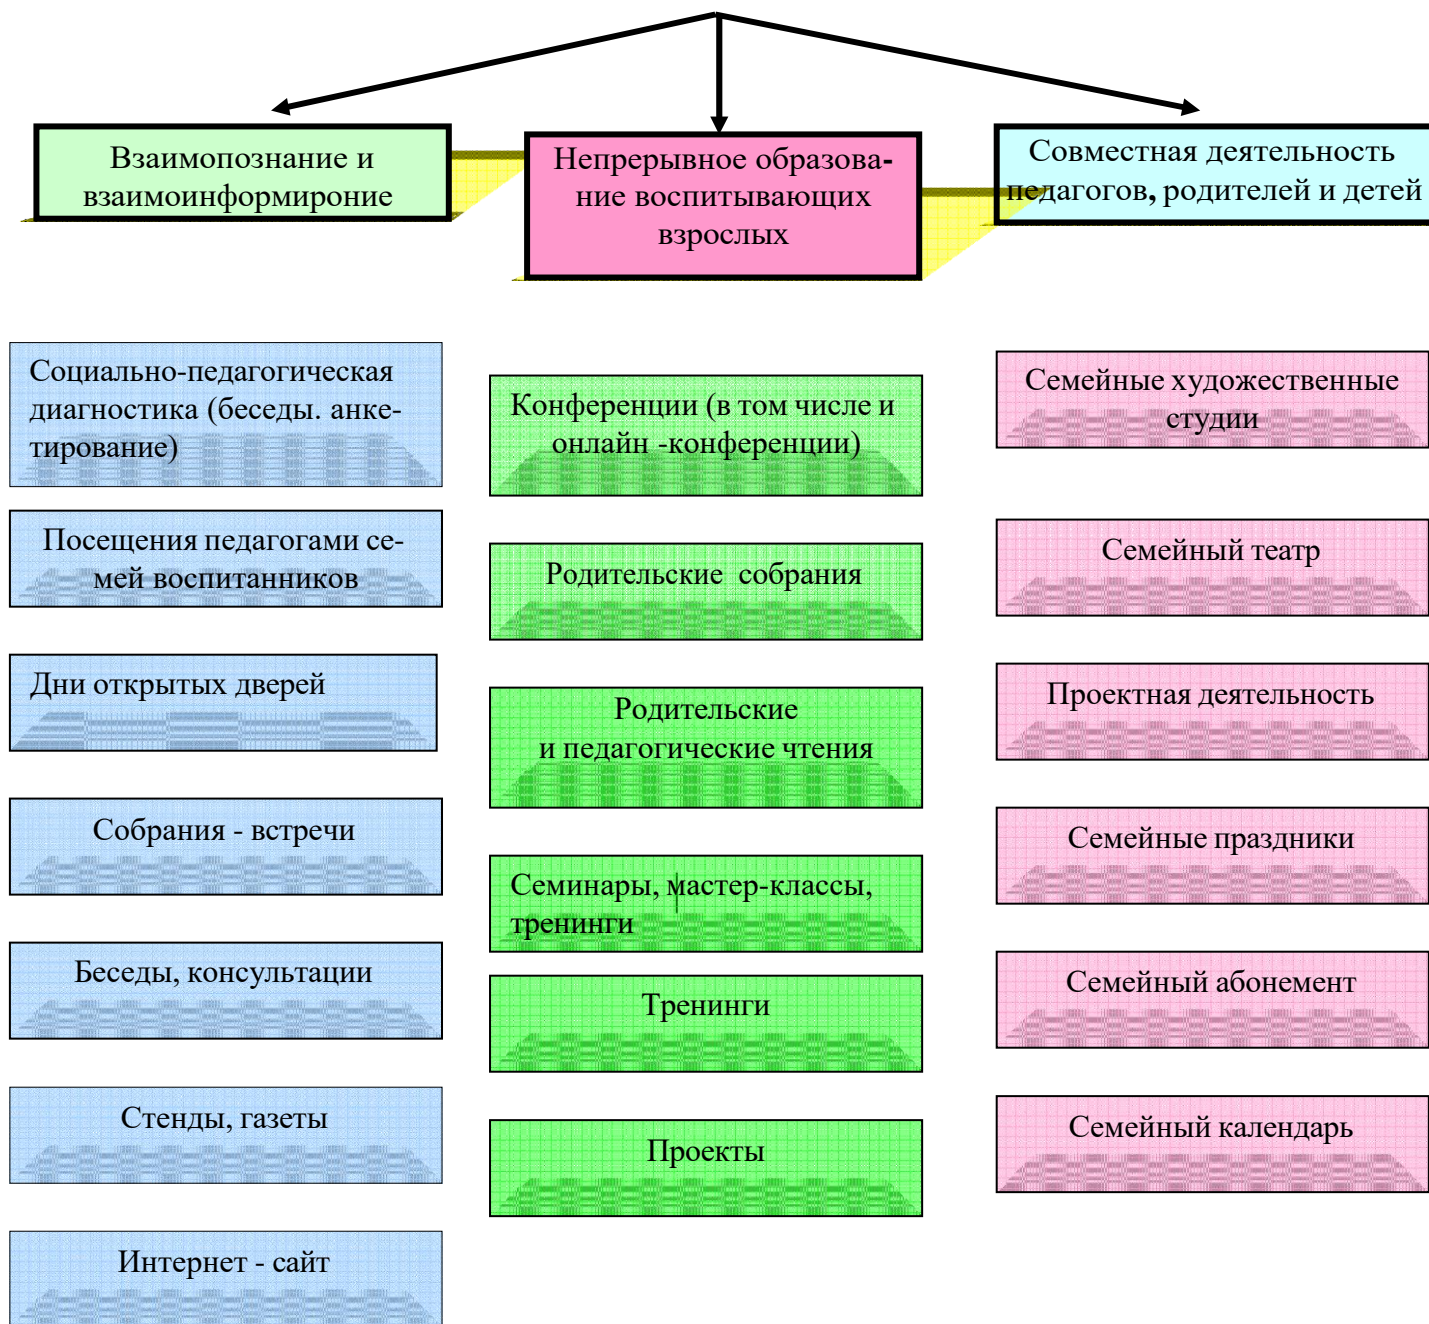 Взаимопознание и
взаимоинформироние
Непрерывное образова-
ние воспитывающих
взрослых
Совместная деятельность
педагогов, родителей и детей
Социально-педагогическая
диагностика (беседы. анке-
тирование)
Посещения педагогами се-
мей воспитанников
Дни открытых дверей
Собрания - встречи
Беседы, консультации
Стенды, газеты
Интернет - сайт
Конференции (в том числе и
онлайн -конференции)
Родительские собрания
Родительские
и педагогические чтения
Семинары, мастер-классы,
тренинги
Тренинги
Проекты
Семейные художественные
студии
Семейный театр
Проектная деятельность
Семейные праздники
Семейный абонемент
Семейный календарь